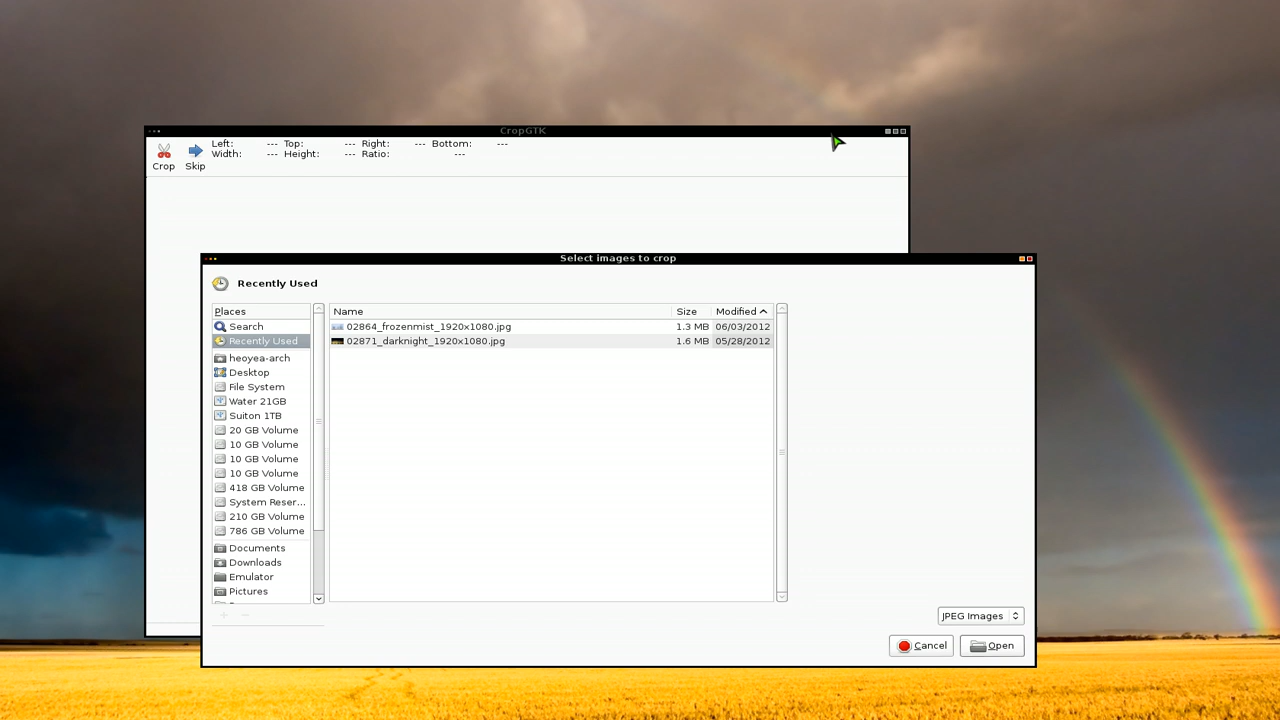 CropGTK
Left: --- Top: --- Right: --- Bottom: ---
Width: --- Height: --- Ratio: ---
Crop Skip
Select images to crop
Recently Used
Places
Search
Recently Used
heoyea-arch
Desktop
File System
Water 21GB
Suiton 1TB
20 GB Volume
10 GB Volume
10 GB Volume
10 GB Volume
418 GB Volume
System Reser...
210 GB Volume
786 GB Volume
Documents
Downloads
Emulator
Pictures
Name Size Modified
02864_frozenmist_1920x1080.jpg 1.3 MB 06/03/2012
02871_darknight_1920x1080.jpg 1.6 MB 05/28/2012
JPEG Images
Cancel Open